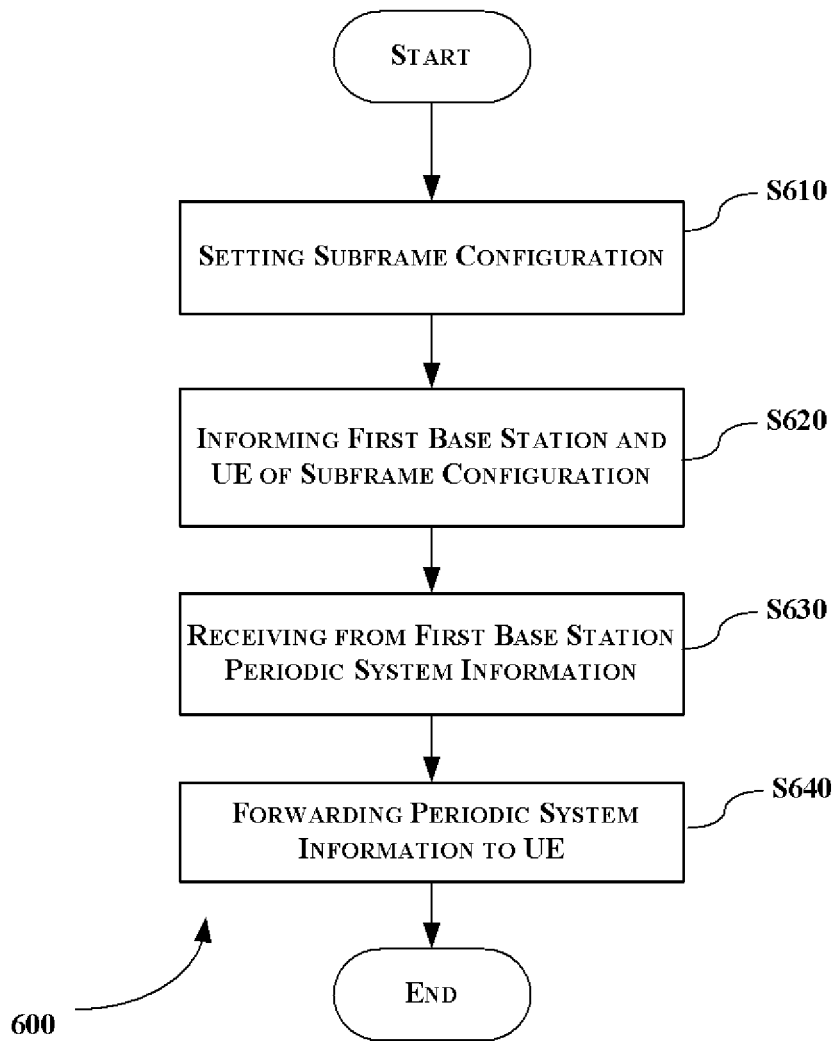 START
S610
SETTING SUBFRAME CONFIGURATION
S620
INFORMING FIRST BASE STATION AND
UE OF SUBFRAME CONFIGURATION
S630
RECEIVING FROM FIRST BASE STATION
PERIODIC SYSTEM INFORMATION
S640
FORWARDING PERIODIC SYSTEM
INFORMATION TO UE
END
600